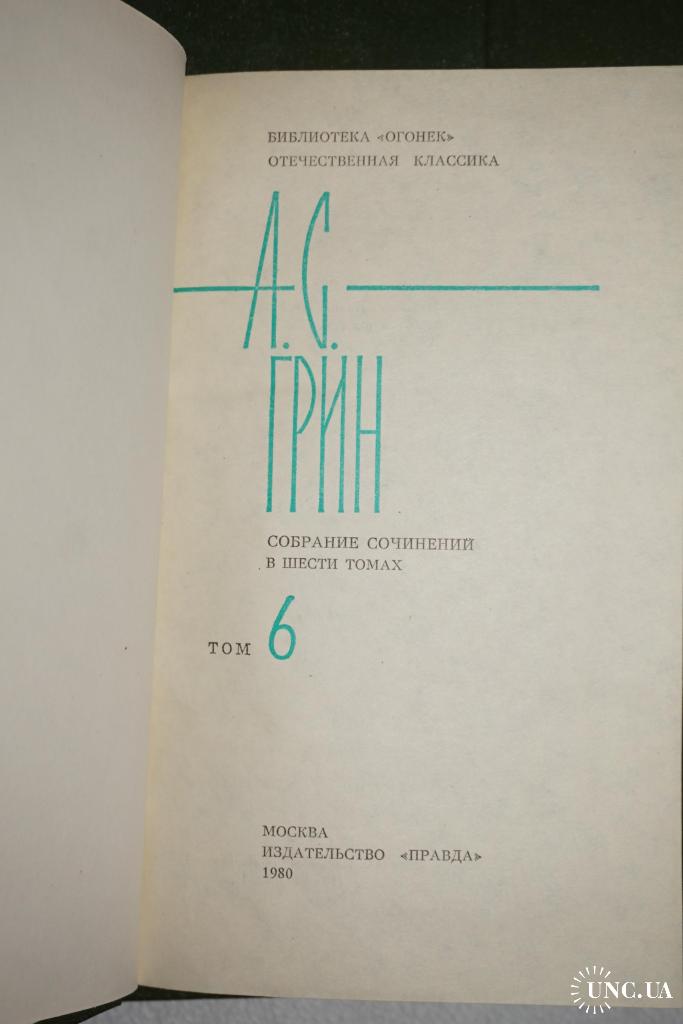 БИБЛИОТЕКА «ОГОНЕК»
ОТЕЧЕСТВЕННАЯ КЛАССИКА
А. С.
ГРИН
СОБРАНИЕ СОЧИНЕНИЙ
В ШЕСТИ ТОМАХ
ТОМ 6
МОСКВА
ИЗДАТЕЛЬСТВО «ПРАВДА»
1980
UNC.UA